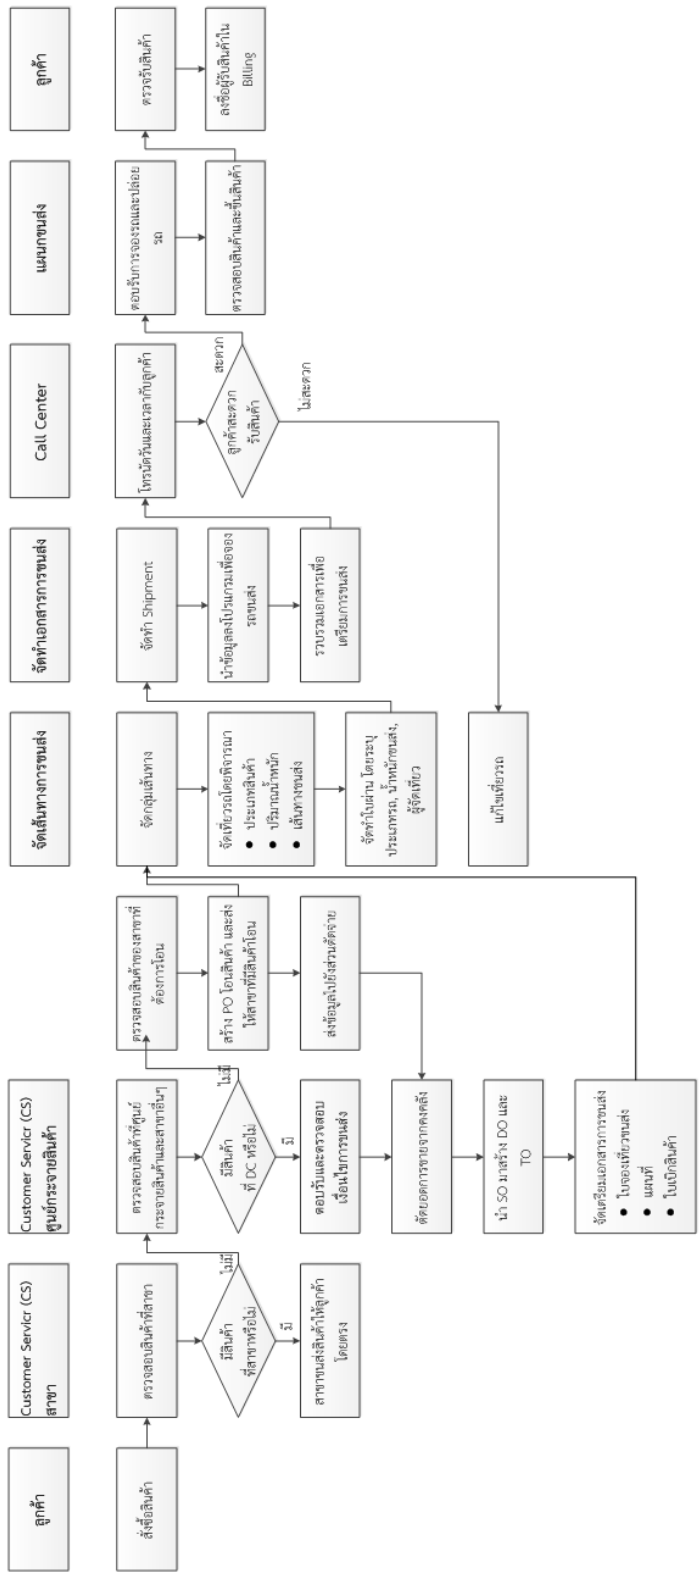 ลูกค้า
Customer Servicr (CS)
สาขา
Customer Servicr (CS)
ศูนย์กระจายสินค้า
จัดเส้นทางการขนส่ง
จัดทำเอกสารการขนส่ง
Call Center
แผนกขนส่ง
ลูกค้า
สั่งซื้อสินค้า
ตรวจสอบสินค้าที่สาขา
มีสินค้า
ที่สาขาหรือไม่
ไม่มี
มี
สาขาขนส่งสินค้าให้ลูกค้า
โดยตรง
ตรวจสอบสินค้าที่ศูนย์
กระจายสินค้าและสาขาอื่นๆ
มีสินค้า
ที่ DC หรือไม่
ไม่มี
มี
ตอบรับและตรวจสอบ
เงื่อนไขการขนส่ง
ตัดยอดการขายจากคงคลัง
นำ SO มาสร้าง DO และ
TO
จัดเตรียมเอกสารการขนส่ง
● ใบจองเที่ยวขนส่ง
● แผนที่
● ใบเบิกสินค้า
ตรวจสอบสินค้าของสาขาที่
ต้องการโอน
สร้าง PO โอนสินค้า และส่ง
ให้สาขาที่มีสินค้าโอน
ส่งข้อมูลไปยังส่วนตัดจ่าย
จัดกลุ่มเส้นทาง
จัดเที่ยวรถโดยพิจารณา
● ประเภทสินค้า
● ปริมาณน้ำหนัก
● เส้นทางขนส่ง
จัดทำใบผ่าน โดยระบุ
ประเภทรถ, น้ำหนักขนส่ง,
ผู้จัดเที่ยว
แก้ไขเที่ยวรถ
จัดทำ Shipment
นำข้อมูลลงโปรแกรมเพื่อจอง
รถขนส่ง
รวบรวมเอกสารเพื่อ
เตรียมการขนส่ง
โทรนัดวันและเวลากับลูกค้า
ลูกค้าสะดวก
รับสินค้า
สะดวก
ไม่สะดวก
ตอบรับการจองรถและปล่อย
รถ
ตรวจสอบสินค้าและขึ้นสินค้า
ตรวจรับสินค้า
ลงชื่อผู้รับสินค้าใน
Billing